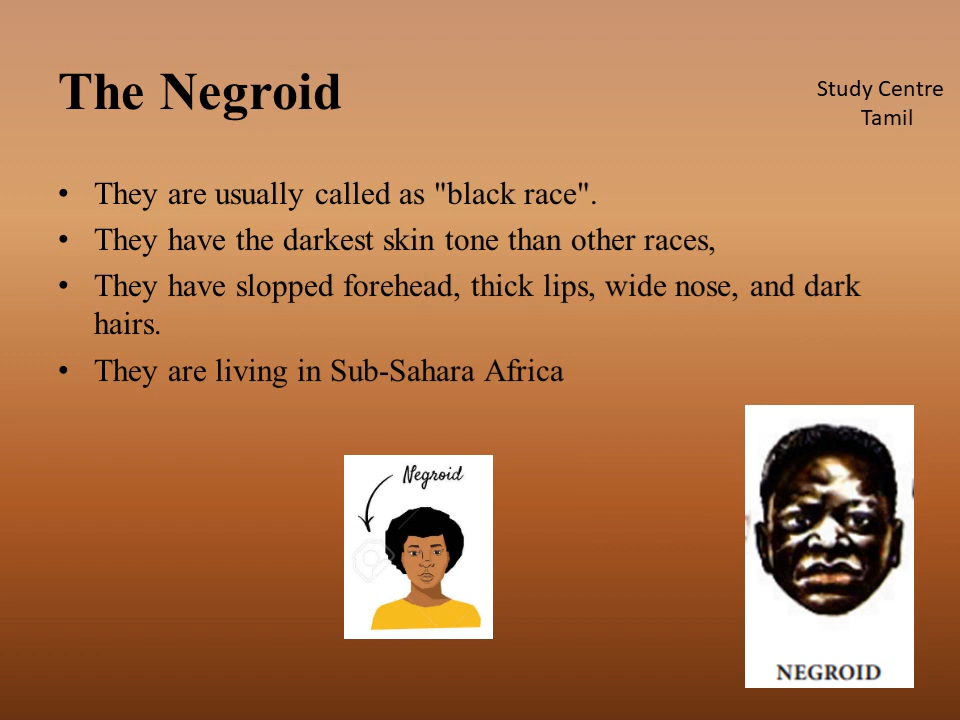 The Negroid
Study Centre
Tamil
• They are usually called as "black race".
• They have the darkest skin tone than other races,
• They have slopped forehead, thick lips, wide nose, and dark
hairs.
• They are living in Sub-Sahara Africa
Negroid
NEGROID